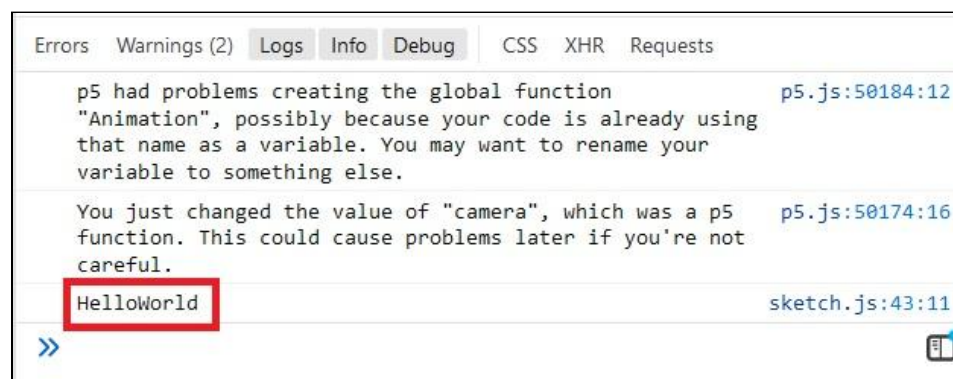 Errors Warnings (2) Logs Info Debug CSS XHR Requests
p5 had problems creating the global function p5.js:50184:12
"Animation", possibly because your code is already using
that name as a variable. You may want to rename your
variable to something else.
You just changed the value of "camera", which was a p5 p5.js:50174:16
function. This could cause problems later if you're not
careful.
HelloWorld sketch.js:43:11